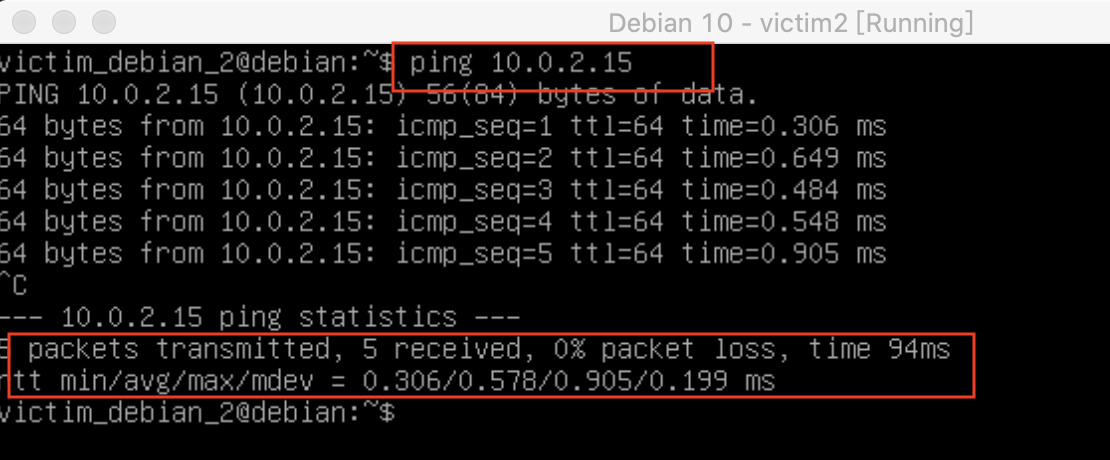 Debian 10 - victim2 [Running]
victim_debian_2@debian:~$ ping 10.0.2.15
PING 10.0.2.15 (10.0.2.15) 56(84) bytes of data.
64 bytes from 10.0.2.15: icmp_seq=1 ttl=64 time=0.306 ms
64 bytes from 10.0.2.15: icmp_seq=2 ttl=64 time=0.649 ms
64 bytes from 10.0.2.15: icmp_seq=3 ttl=64 time=0.484 ms
64 bytes from 10.0.2.15: icmp_seq=4 ttl=64 time=0.548 ms
64 bytes from 10.0.2.15: icmp_seq=5 ttl=64 time=0.905 ms
^C
--- 10.0.2.15 ping statistics ---
5 packets transmitted, 5 received, 0% packet loss, time 94ms
rtt min/avg/max/mdev = 0.306/0.578/0.905/0.199 ms
victim_debian_2@debian:~$